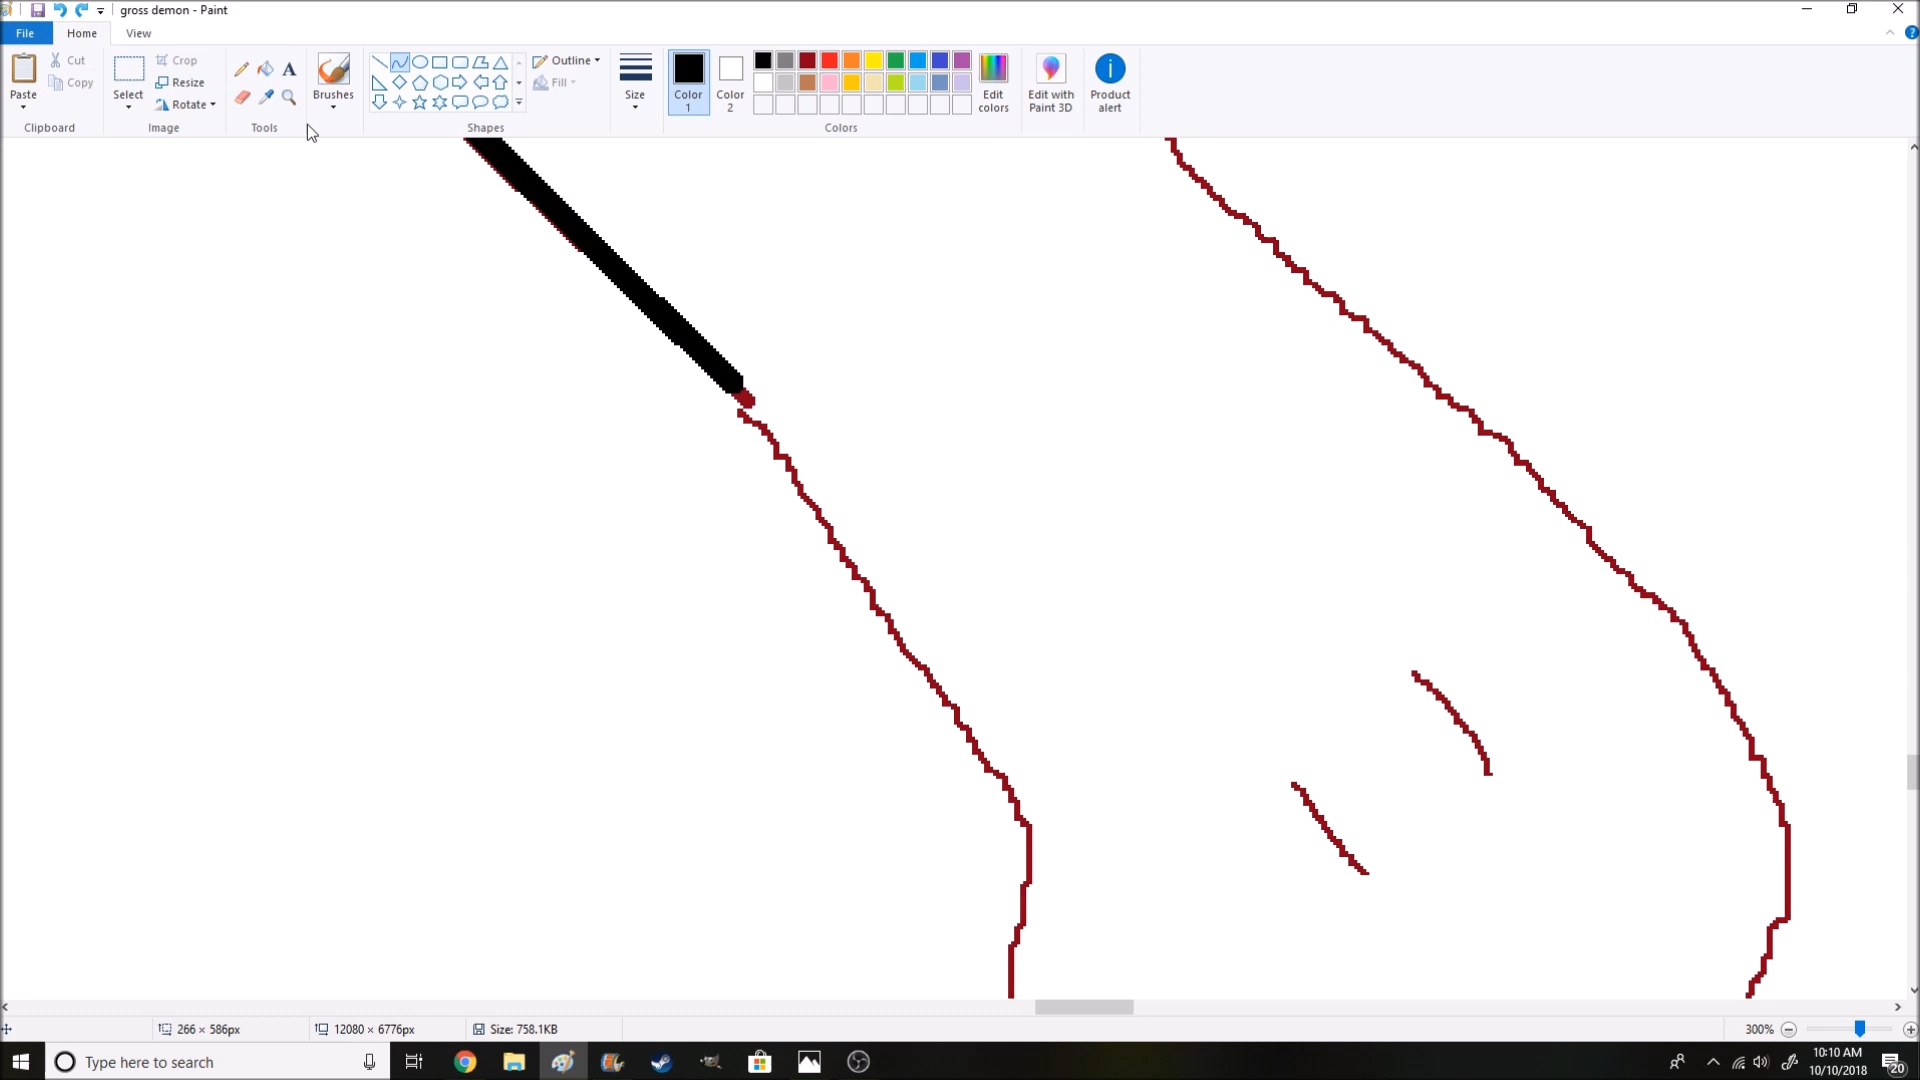 gross demon - Paint
File Home View
Paste
Cut
Copy
Clipboard
Select
Crop
Resize
Rotate
Image
A
Tools
Brushes
Outline
Fill
Shapes
Size
Color 1
Color 2
Colors
Edit colors
Edit with Paint 3D
Product alert
266 × 586px
12080 × 6776px
Size: 758.1KB
300%
Type here to search
10:10 AM
10/10/2018
20